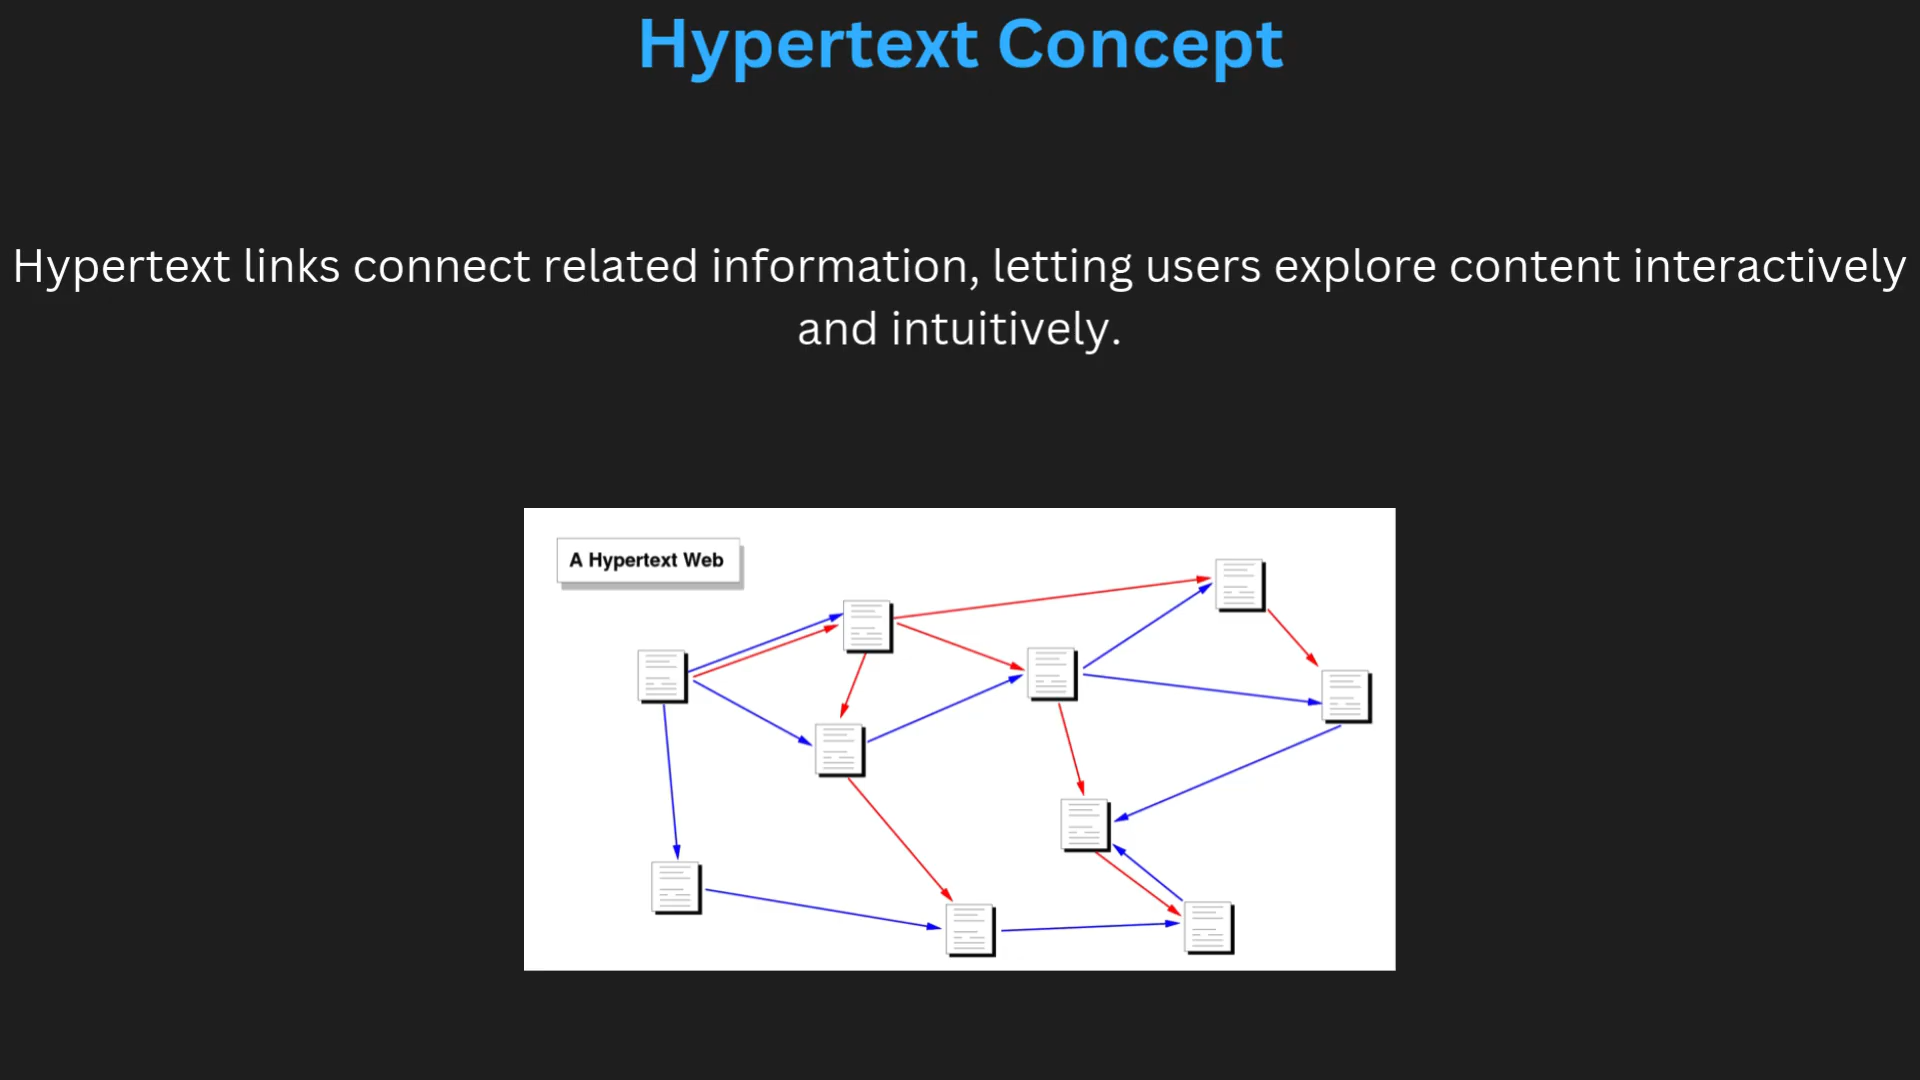 Hypertext Concept
Hypertext links connect related information, letting users explore content interactively
and intuitively.
A Hypertext Web